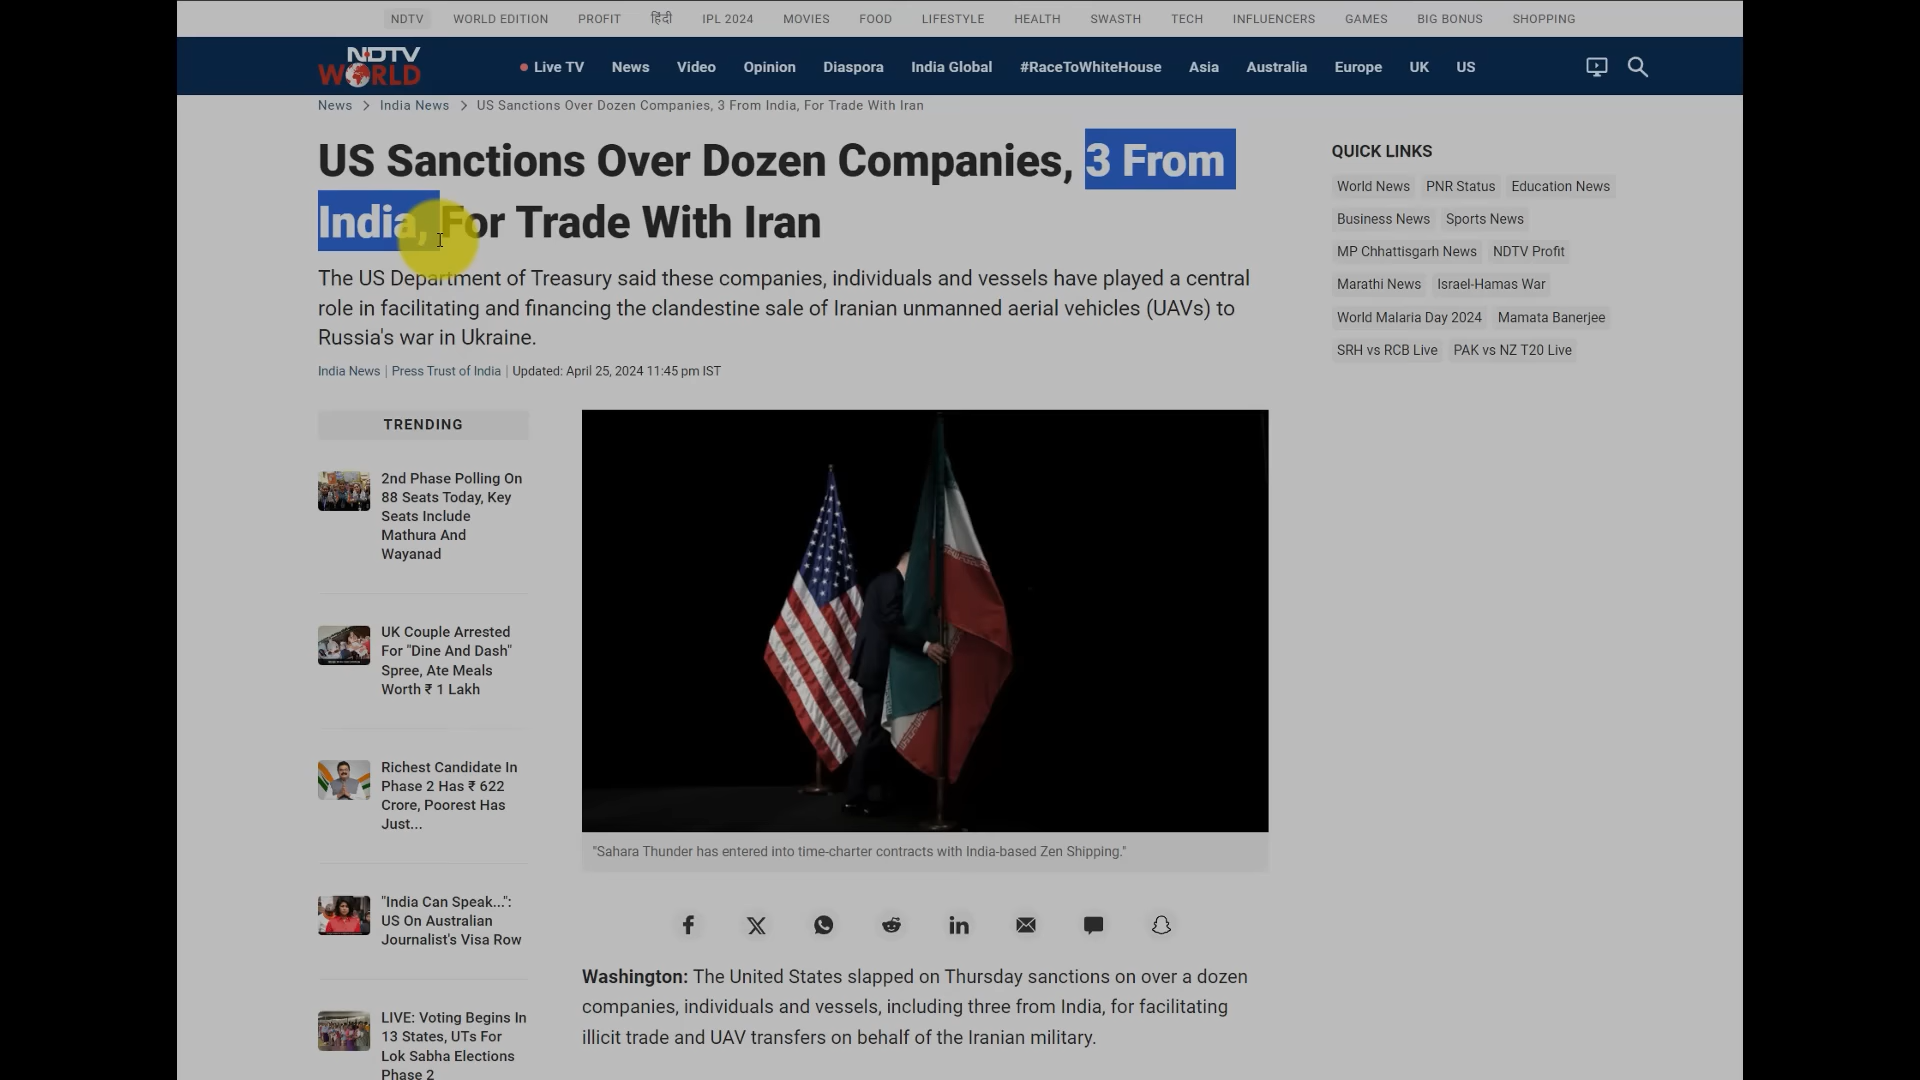 NDTV WORLD EDITION PROFIT हिंदी IPL 2024 MOVIES FOOD LIFESTYLE HEALTH SWASTH TECH INFLUENCERS GAMES BIG BONUS SHOPPING
NDTV
WORLD
Live TV News Video Opinion Diaspora India Global #RaceToWhiteHouse Asia Australia Europe UK US
News > India News > US Sanctions Over Dozen Companies, 3 From India, For Trade With Iran
US Sanctions Over Dozen Companies, 3 From
India, For Trade With Iran
The US Department of Treasury said these companies, individuals and vessels have played a central
role in facilitating and financing the clandestine sale of Iranian unmanned aerial vehicles (UAVs) to
Russia's war in Ukraine.
India News | Press Trust of India | Updated: April 25, 2024 11:45 pm IST
TRENDING
2nd Phase Polling On
88 Seats Today, Key
Seats Include
Mathura And
Wayanad
UK Couple Arrested
For "Dine And Dash"
Spree, Ate Meals
Worth ₹ 1 Lakh
Richest Candidate In
Phase 2 Has ₹ 622
Crore, Poorest Has
Just...
"India Can Speak...":
US On Australian
Journalist's Visa Row
LIVE: Voting Begins In
13 States, UTs For
Lok Sabha Elections
Phase 2
"Sahara Thunder has entered into time-charter contracts with India-based Zen Shipping."
Washington: The United States slapped on Thursday sanctions on over a dozen
companies, individuals and vessels, including three from India, for facilitating
illicit trade and UAV transfers on behalf of the Iranian military.
QUICK LINKS
World News PNR Status Education News
Business News Sports News
MP Chhattisgarh News NDTV Profit
Marathi News Israel-Hamas War
World Malaria Day 2024 Mamata Banerjee
SRH vs RCB Live PAK vs NZ T20 Live